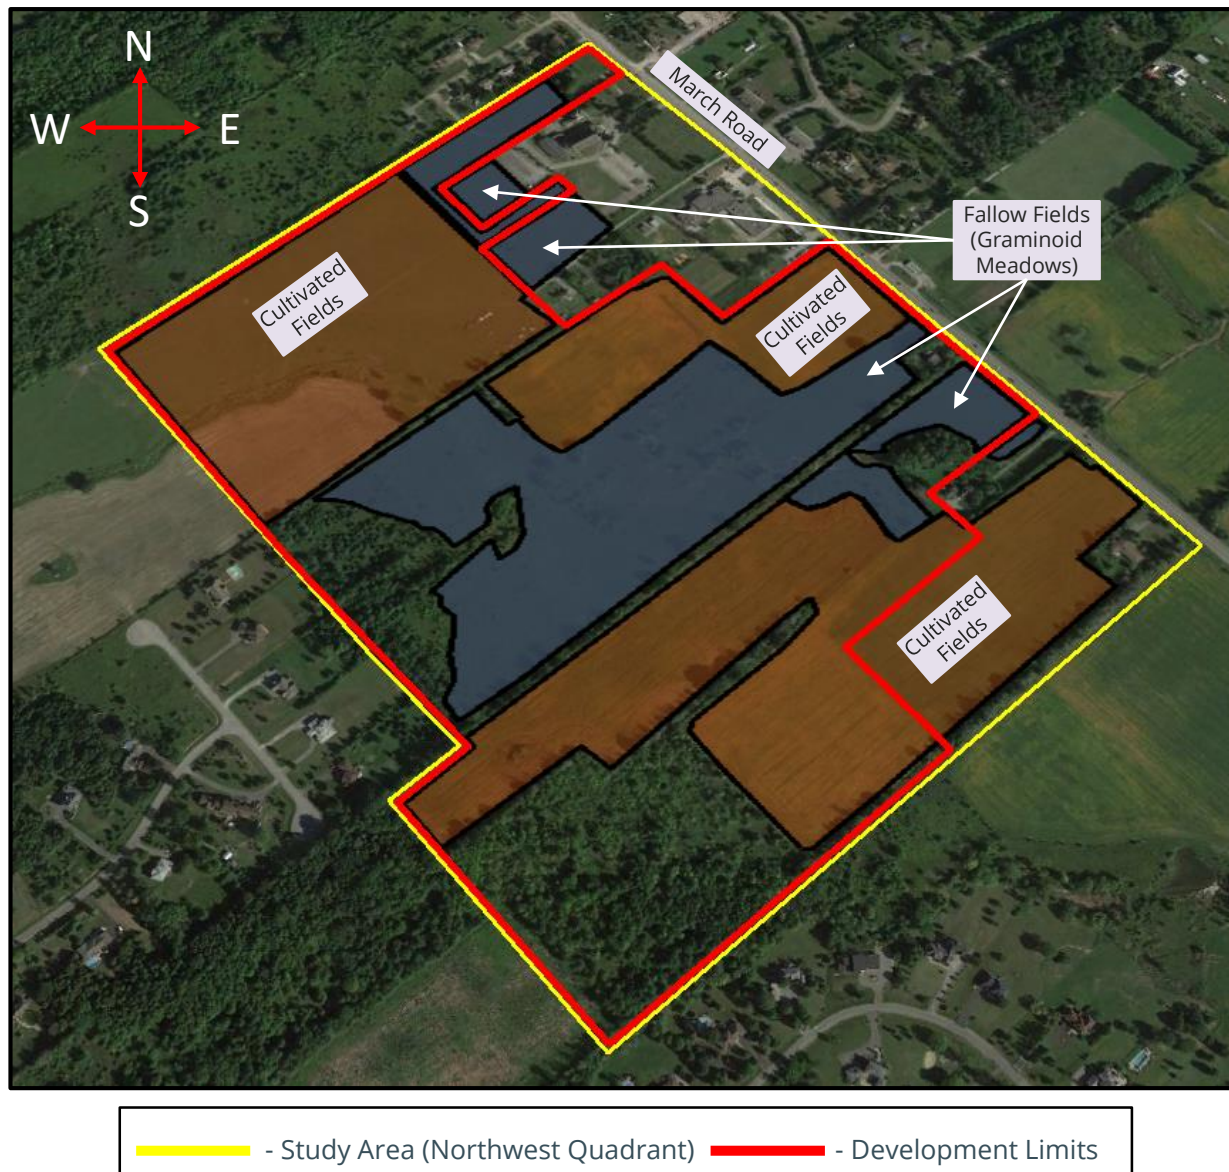 N
W
E
S
March Road
Fallow Fields
(Graminoid
Meadows)
Cultivated
Fields
Cultivated
Fields
Cultivated
Fields
- Study Area (Northwest Quadrant)
- Development Limits